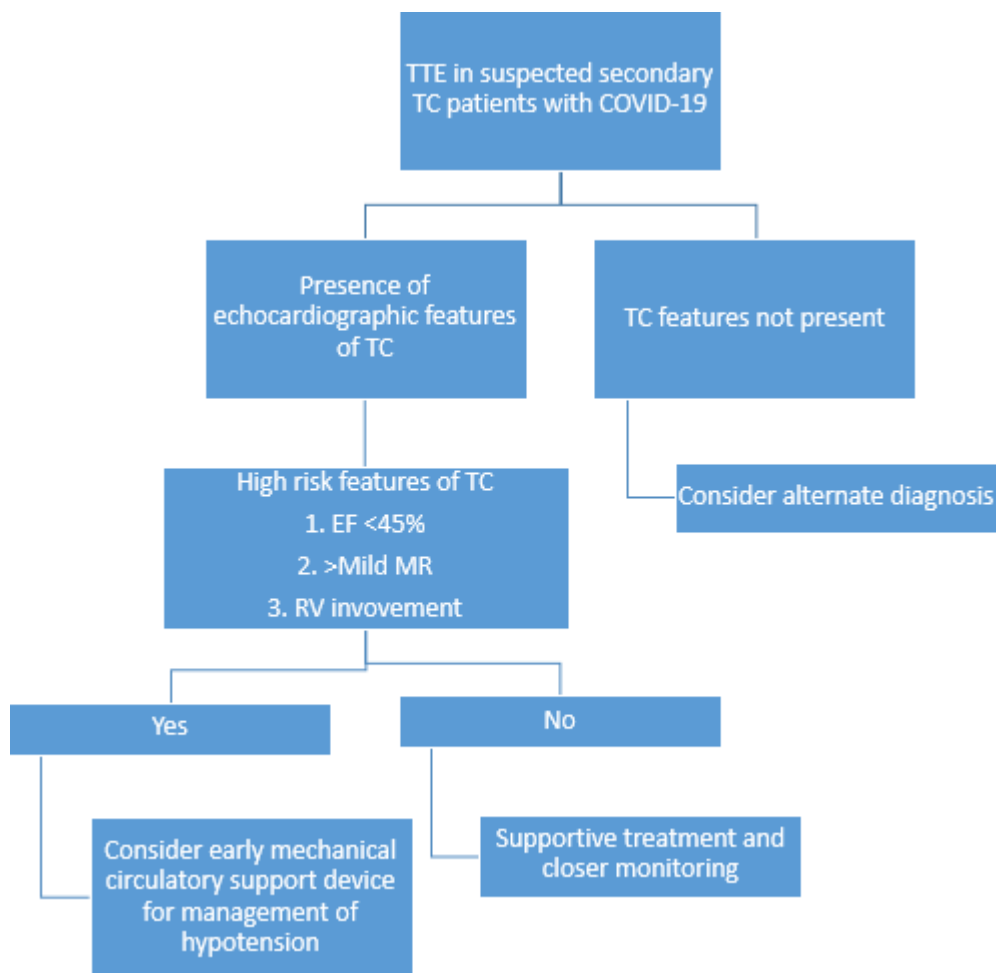 TTE in suspected secondary
TC patients with COVID-19
Presence of
echocardiographic features
of TC
TC features not present
High risk features of TC
1. EF <45%
2. >Mild MR
3. RV invovement
Consider alternate diagnosis
Yes
No
Consider early mechanical
circulatory support device
for management of
hypotension
Supportive treatment and
closer monitoring